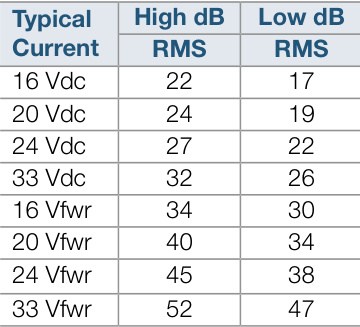 Typical Current High dB Low dB
RMS RMS
16 Vdc 22 17
20 Vdc 24 19
24 Vdc 27 22
33 Vdc 32 26
16 Vfwr 34 30
20 Vfwr 40 34
24 Vfwr 45 38
33 Vfwr 52 47